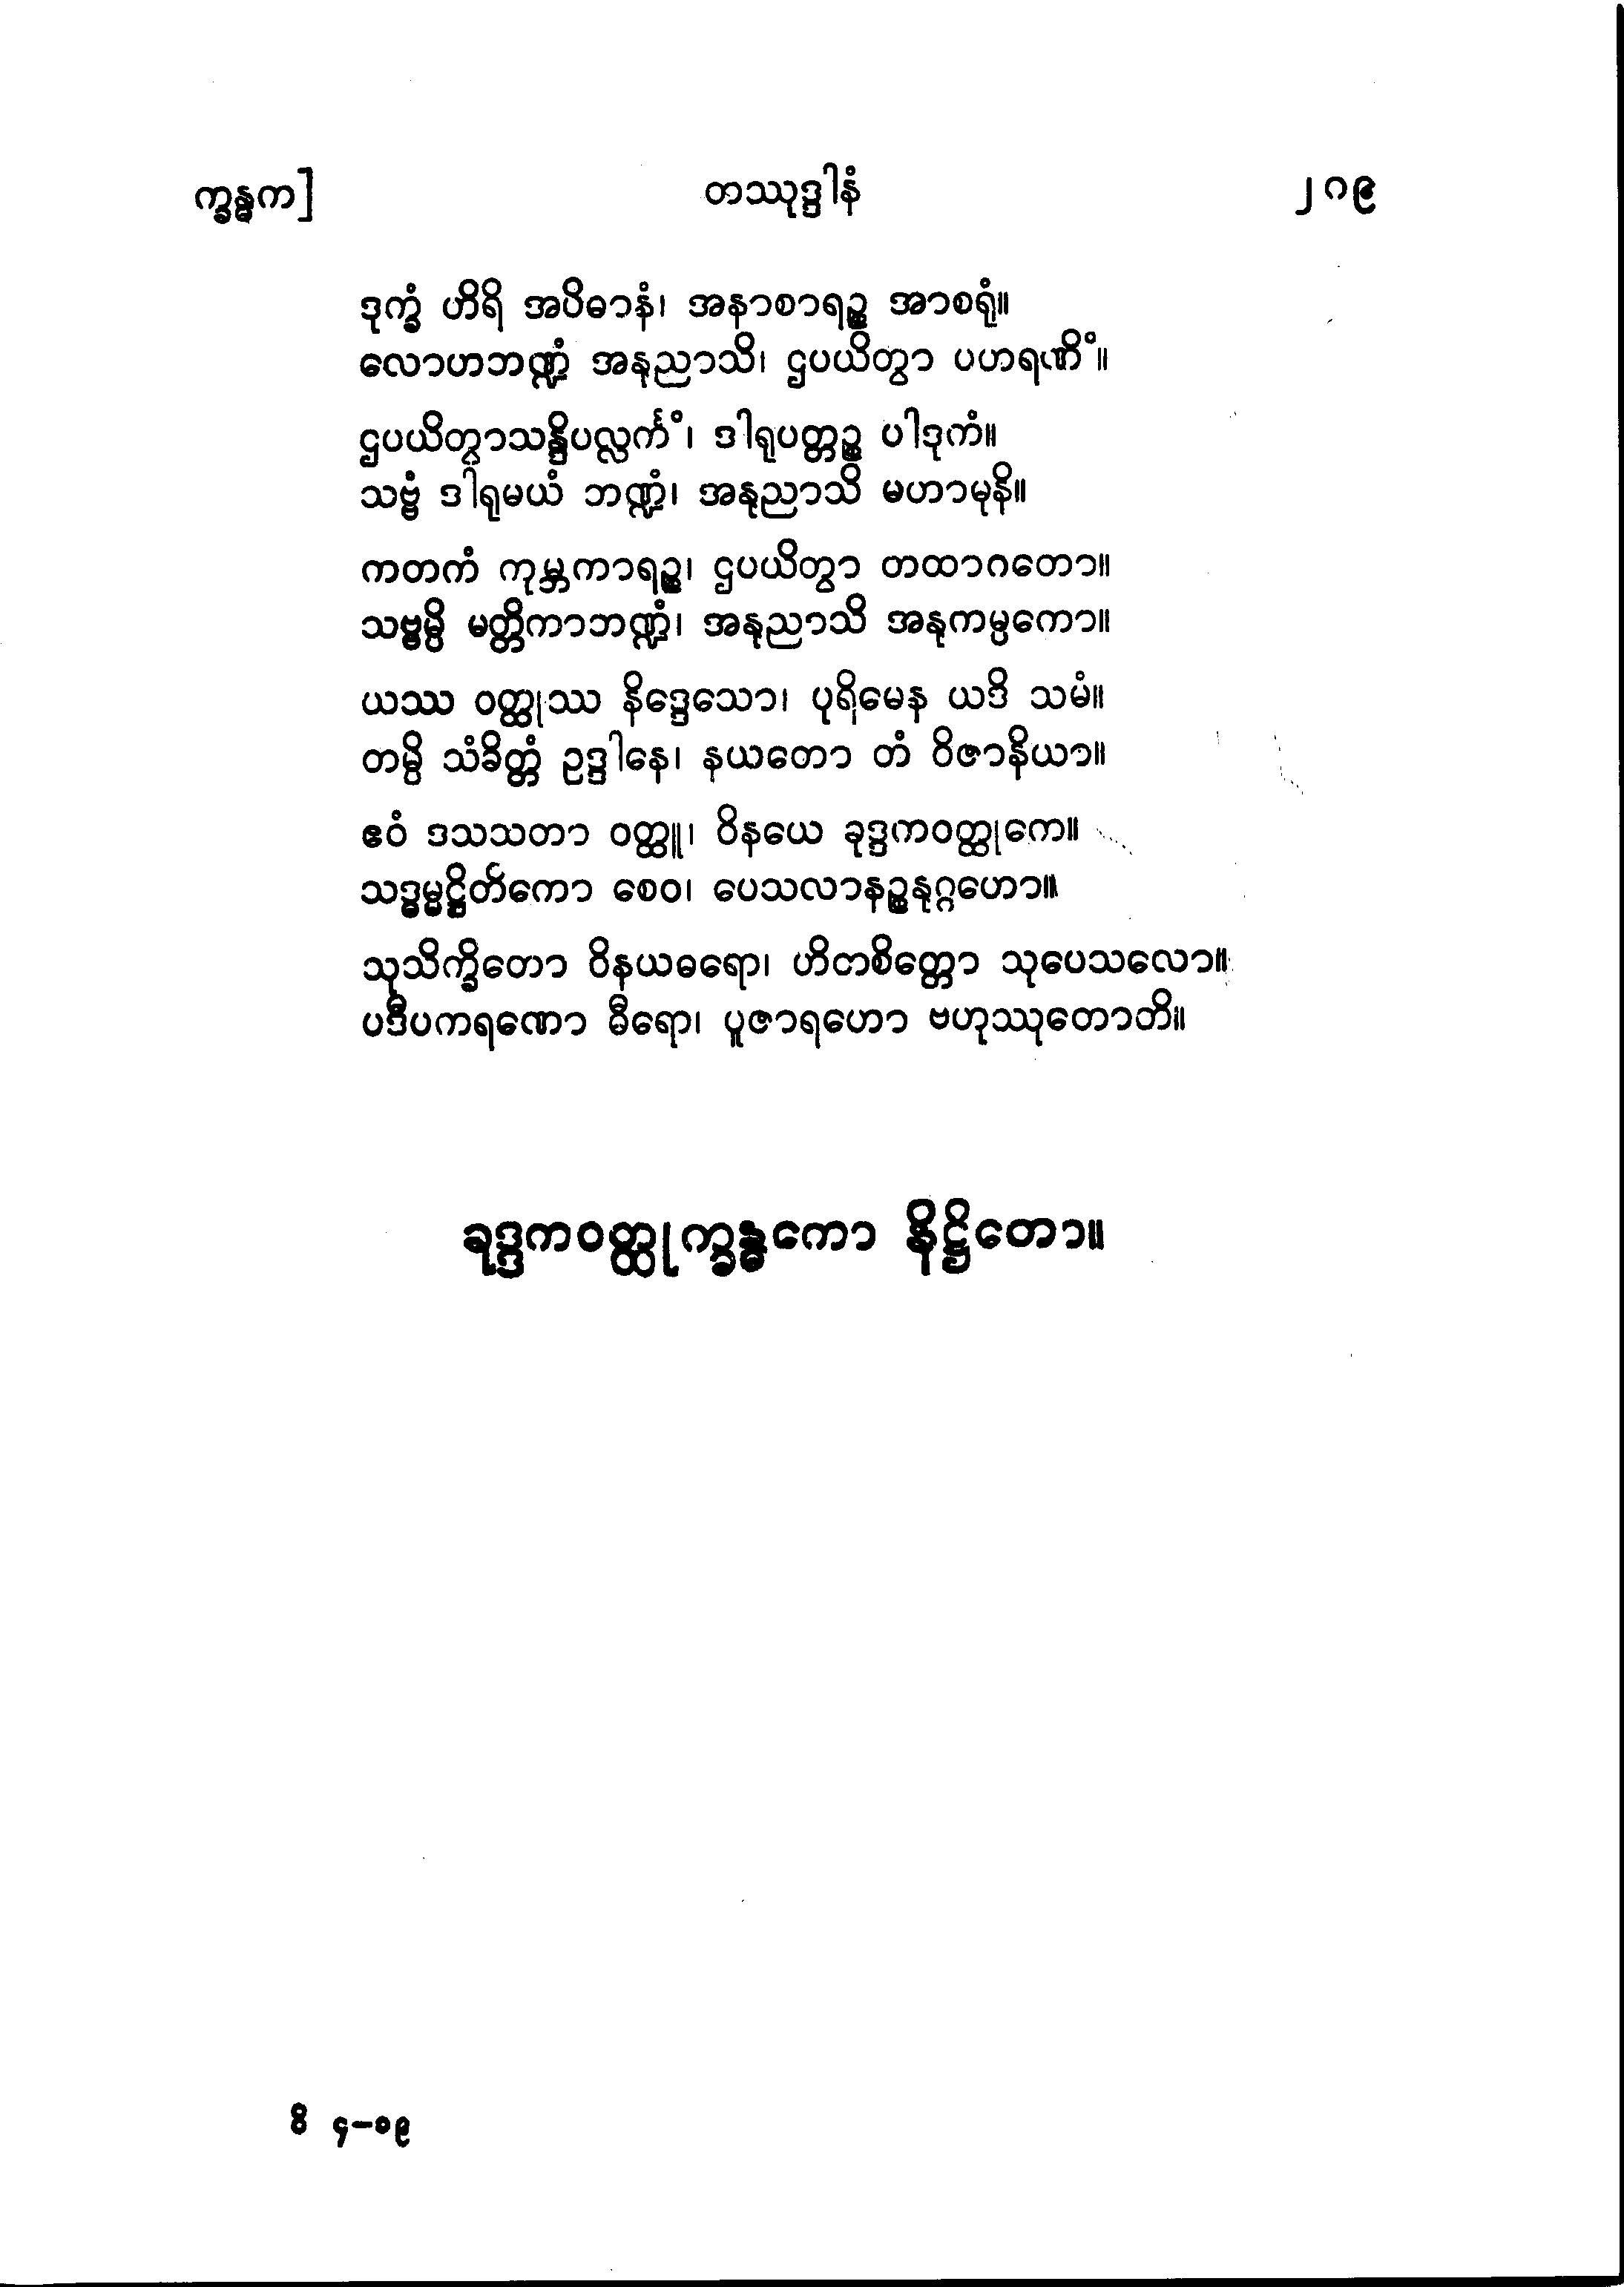 က္ခန္ဓက]
တဿုဒ္ဒါနံ
၂၈၉
ဒုက္ခံ ဟိရိ အပိဓာနံ၊ အနာစာရဉ္စ အာစရုံ။
လောဟဘဏ္ဍံ အနုညာသိ၊ ဌပယိတွာ ပဟရဏိံ။
ဌပယိတွာသန္ဒိပလ္လင်္ကံ၊ ဒါရုပတ္တဉ္စ ပါဒုကံ။
သဗ္ဗံ ဒါရုမယံ ဘဏ္ဍံ၊ အနုညာသိ မဟာမုနိ။
ကတကံ ကုမ္ဘကာရဉ္စ၊ ဌပယိတွာ တထာဂတော။
သဗ္ဗမ္ပိ မတ္တိကာဘဏ္ဍံ၊ အနုညာသိ အနုကမ္ပကော။
ယဿ ဝတ္ထုဿ နိဒ္ဒေသော၊ ပုရိမေန ယဒိ သမံ။
တမ္ပိ သံခိတ္တံ ဥဒ္ဒါနေ၊ နယတော တံ ဝိဇာနိယာ။
ဧဝံ ဒသသတာ ဝတ္ထူ၊ ဝိနယေ ခုဒ္ဒကဝတ္ထုကေ။
သဒ္ဓမ္မဋ္ဌိတိကော စေဝ၊ ပေသလာနဉ္စနုဂ္ဂဟော။
သုသိက္ခိတော ဝိနယဓရော၊ ဟိတစိတ္တော သုပေသလော။
ပဒီပကရဏော ဓီရော၊ ပူဇာရဟော ဗဟုဿုတောတိ။
ခုဒ္ဒကဝတ္ထုက္ခန္ဓကော နိဋ္ဌိတော။
ဝိ ၄-၁၉